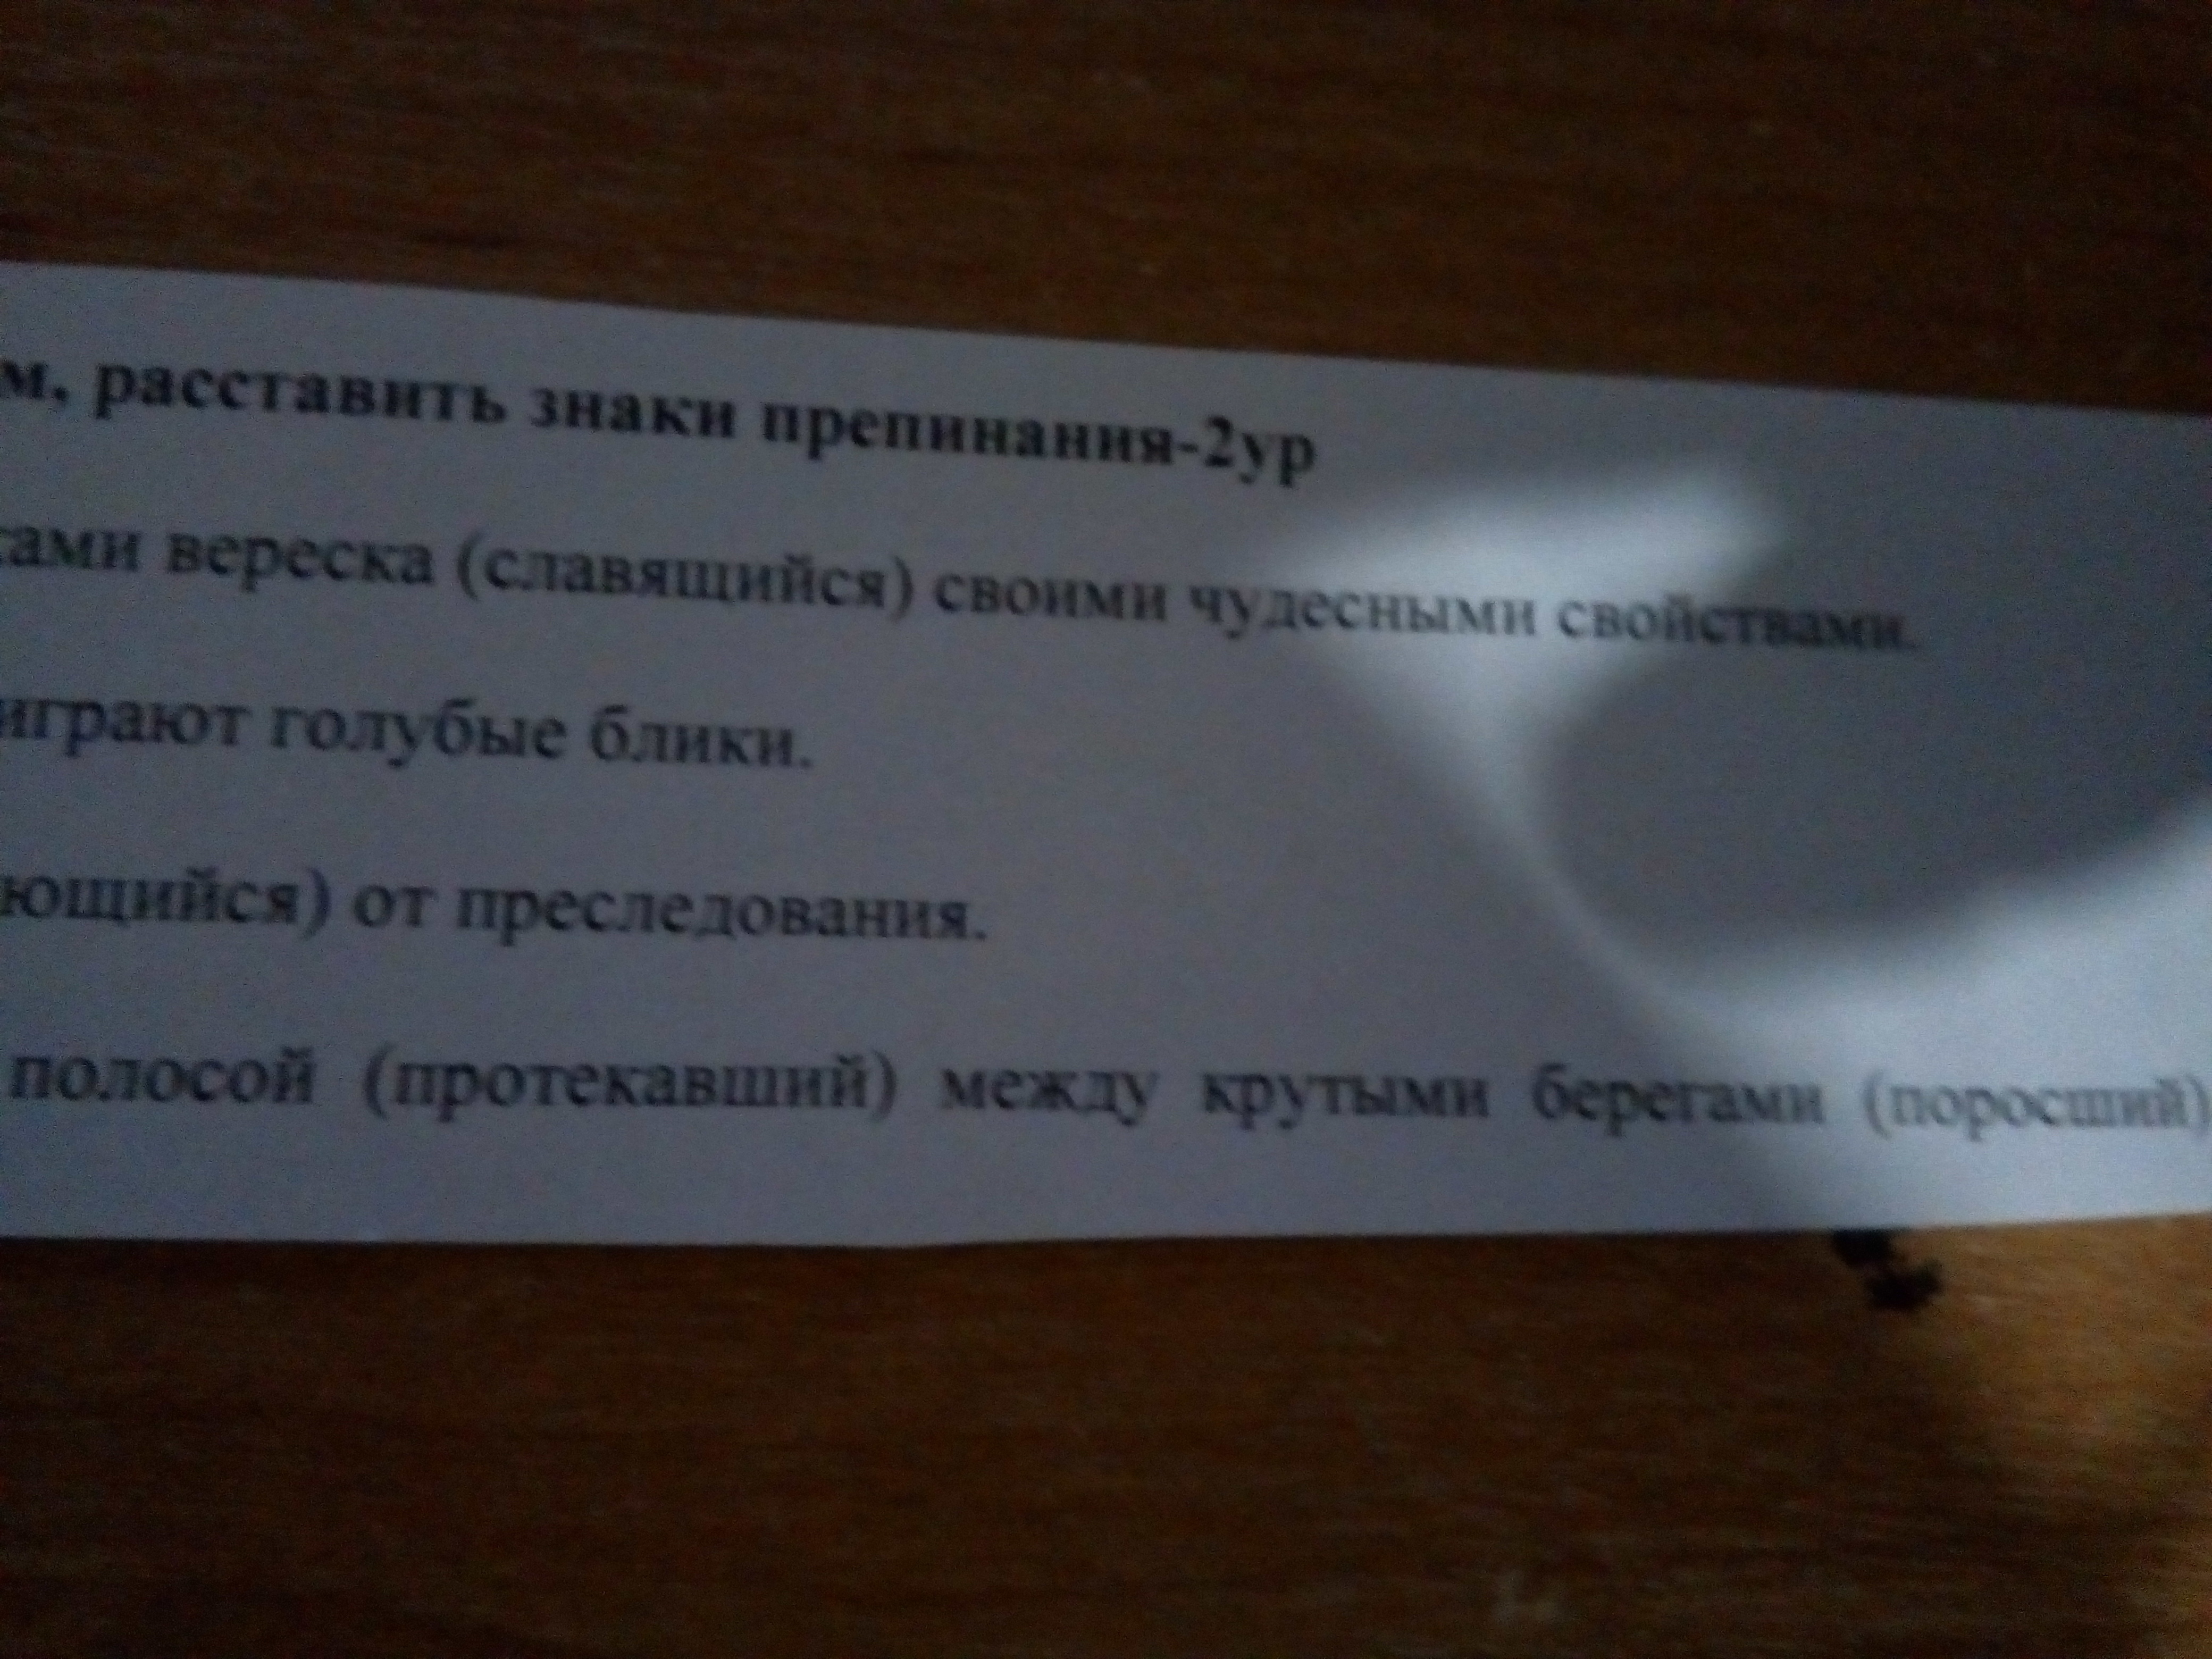 м, расставить знаки препинания-2ур
вереска (славящийся) своими чудесными свойствами.
играют голубые блики.
ющийся) от преследования.
полосой (протекавший) между крутыми берегами (поросший)